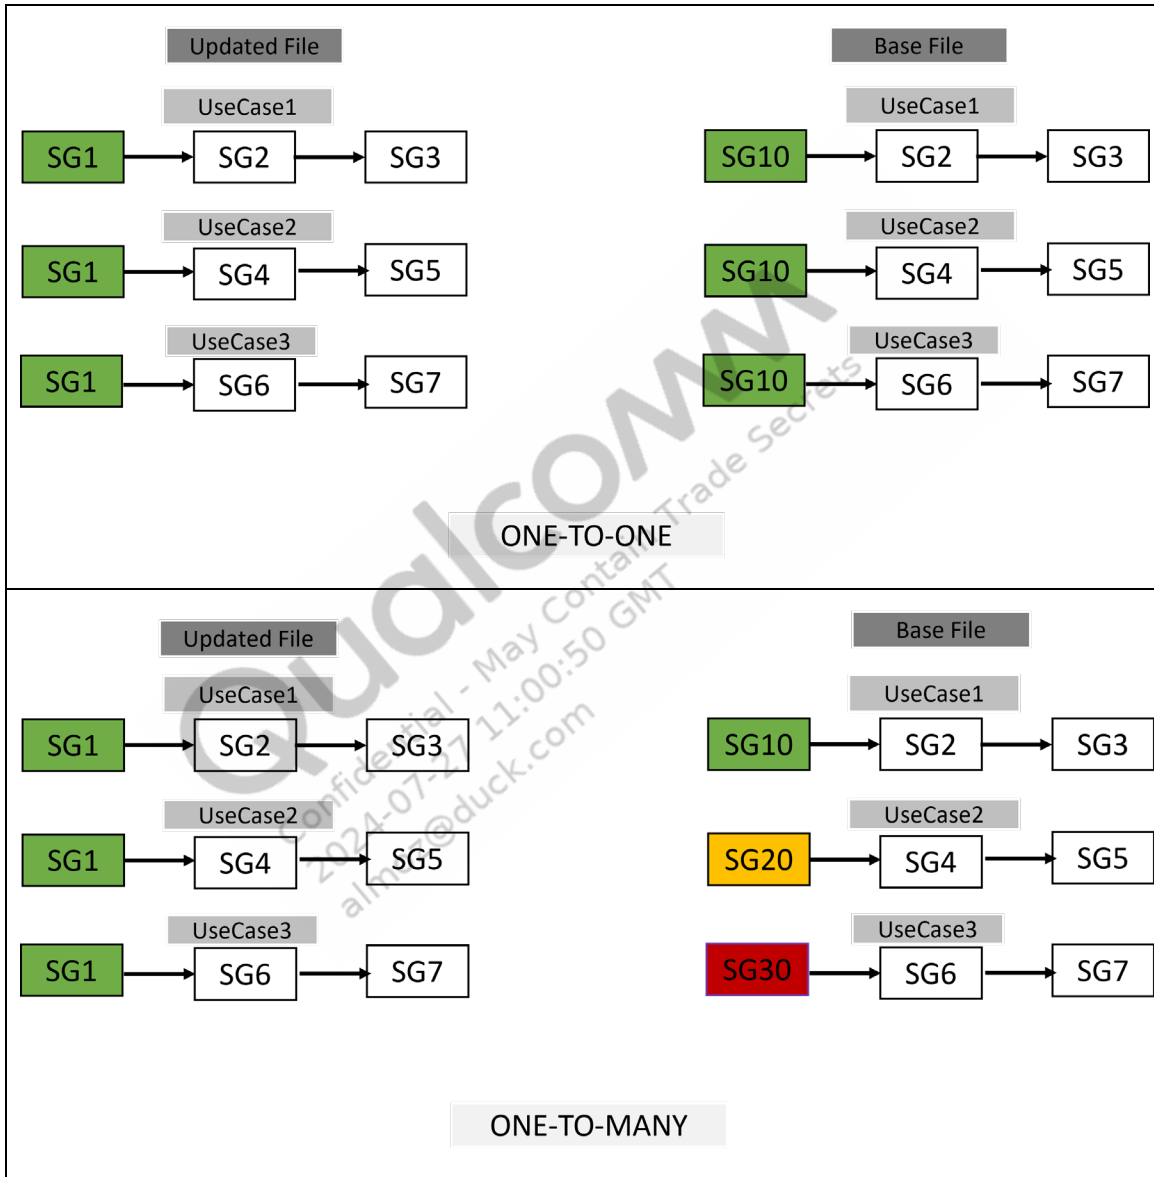 Updated File
Base File
UseCase1
UseCase1
SG1
SG2
SG3
SG10
SG2
SG3
UseCase2
UseCase2
SG1
SG4
SG5
SG10
SG4
SG5
UseCase3
UseCase3
SG1
SG6
SG7
SG10
SG6
SG7
ONE-TO-ONE
Updated File
Base File
UseCase1
UseCase1
SG1
SG2
SG3
SG10
SG2
SG3
UseCase2
UseCase2
SG1
SG4
SG5
SG20
SG4
SG5
UseCase3
UseCase3
SG1
SG6
SG7
SG30
SG6
SG7
ONE-TO-MANY
Qualcomm
Confidential - May Contain Trade Secrets
2024-07-27 11:00:50 GMT
@duck.com